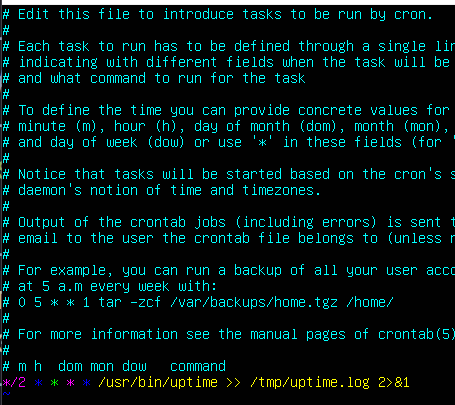 # Edit this file to introduce tasks to be run by cron.
#
# Each task to run has to be defined through a single
# indicating with different fields when the task will be
# and what command to run for the task
#
# To define the time you can provide concrete values for
# minute (m), hour (h), day of month (dom), month (mon),
# and day of week (dow) or use '*' in these fields (for
#
# Notice that tasks will be started based on the cron's
# daemon's notion of time and timezones.
#
# Output of the crontab jobs (including errors) is sent
# email to the user the crontab file belongs to (unless
#
# For example, you can run a backup of all your user
# at 5 a.m every week with:
# 0 5 * * 1 tar -zcf /var/backups/home.tgz /home/
#
# For more information see the manual pages of crontab(5)
#
# m h  dom mon dow   command
*/2 * * * * /usr/bin/uptime >> /tmp/uptime.log 2>&1
~